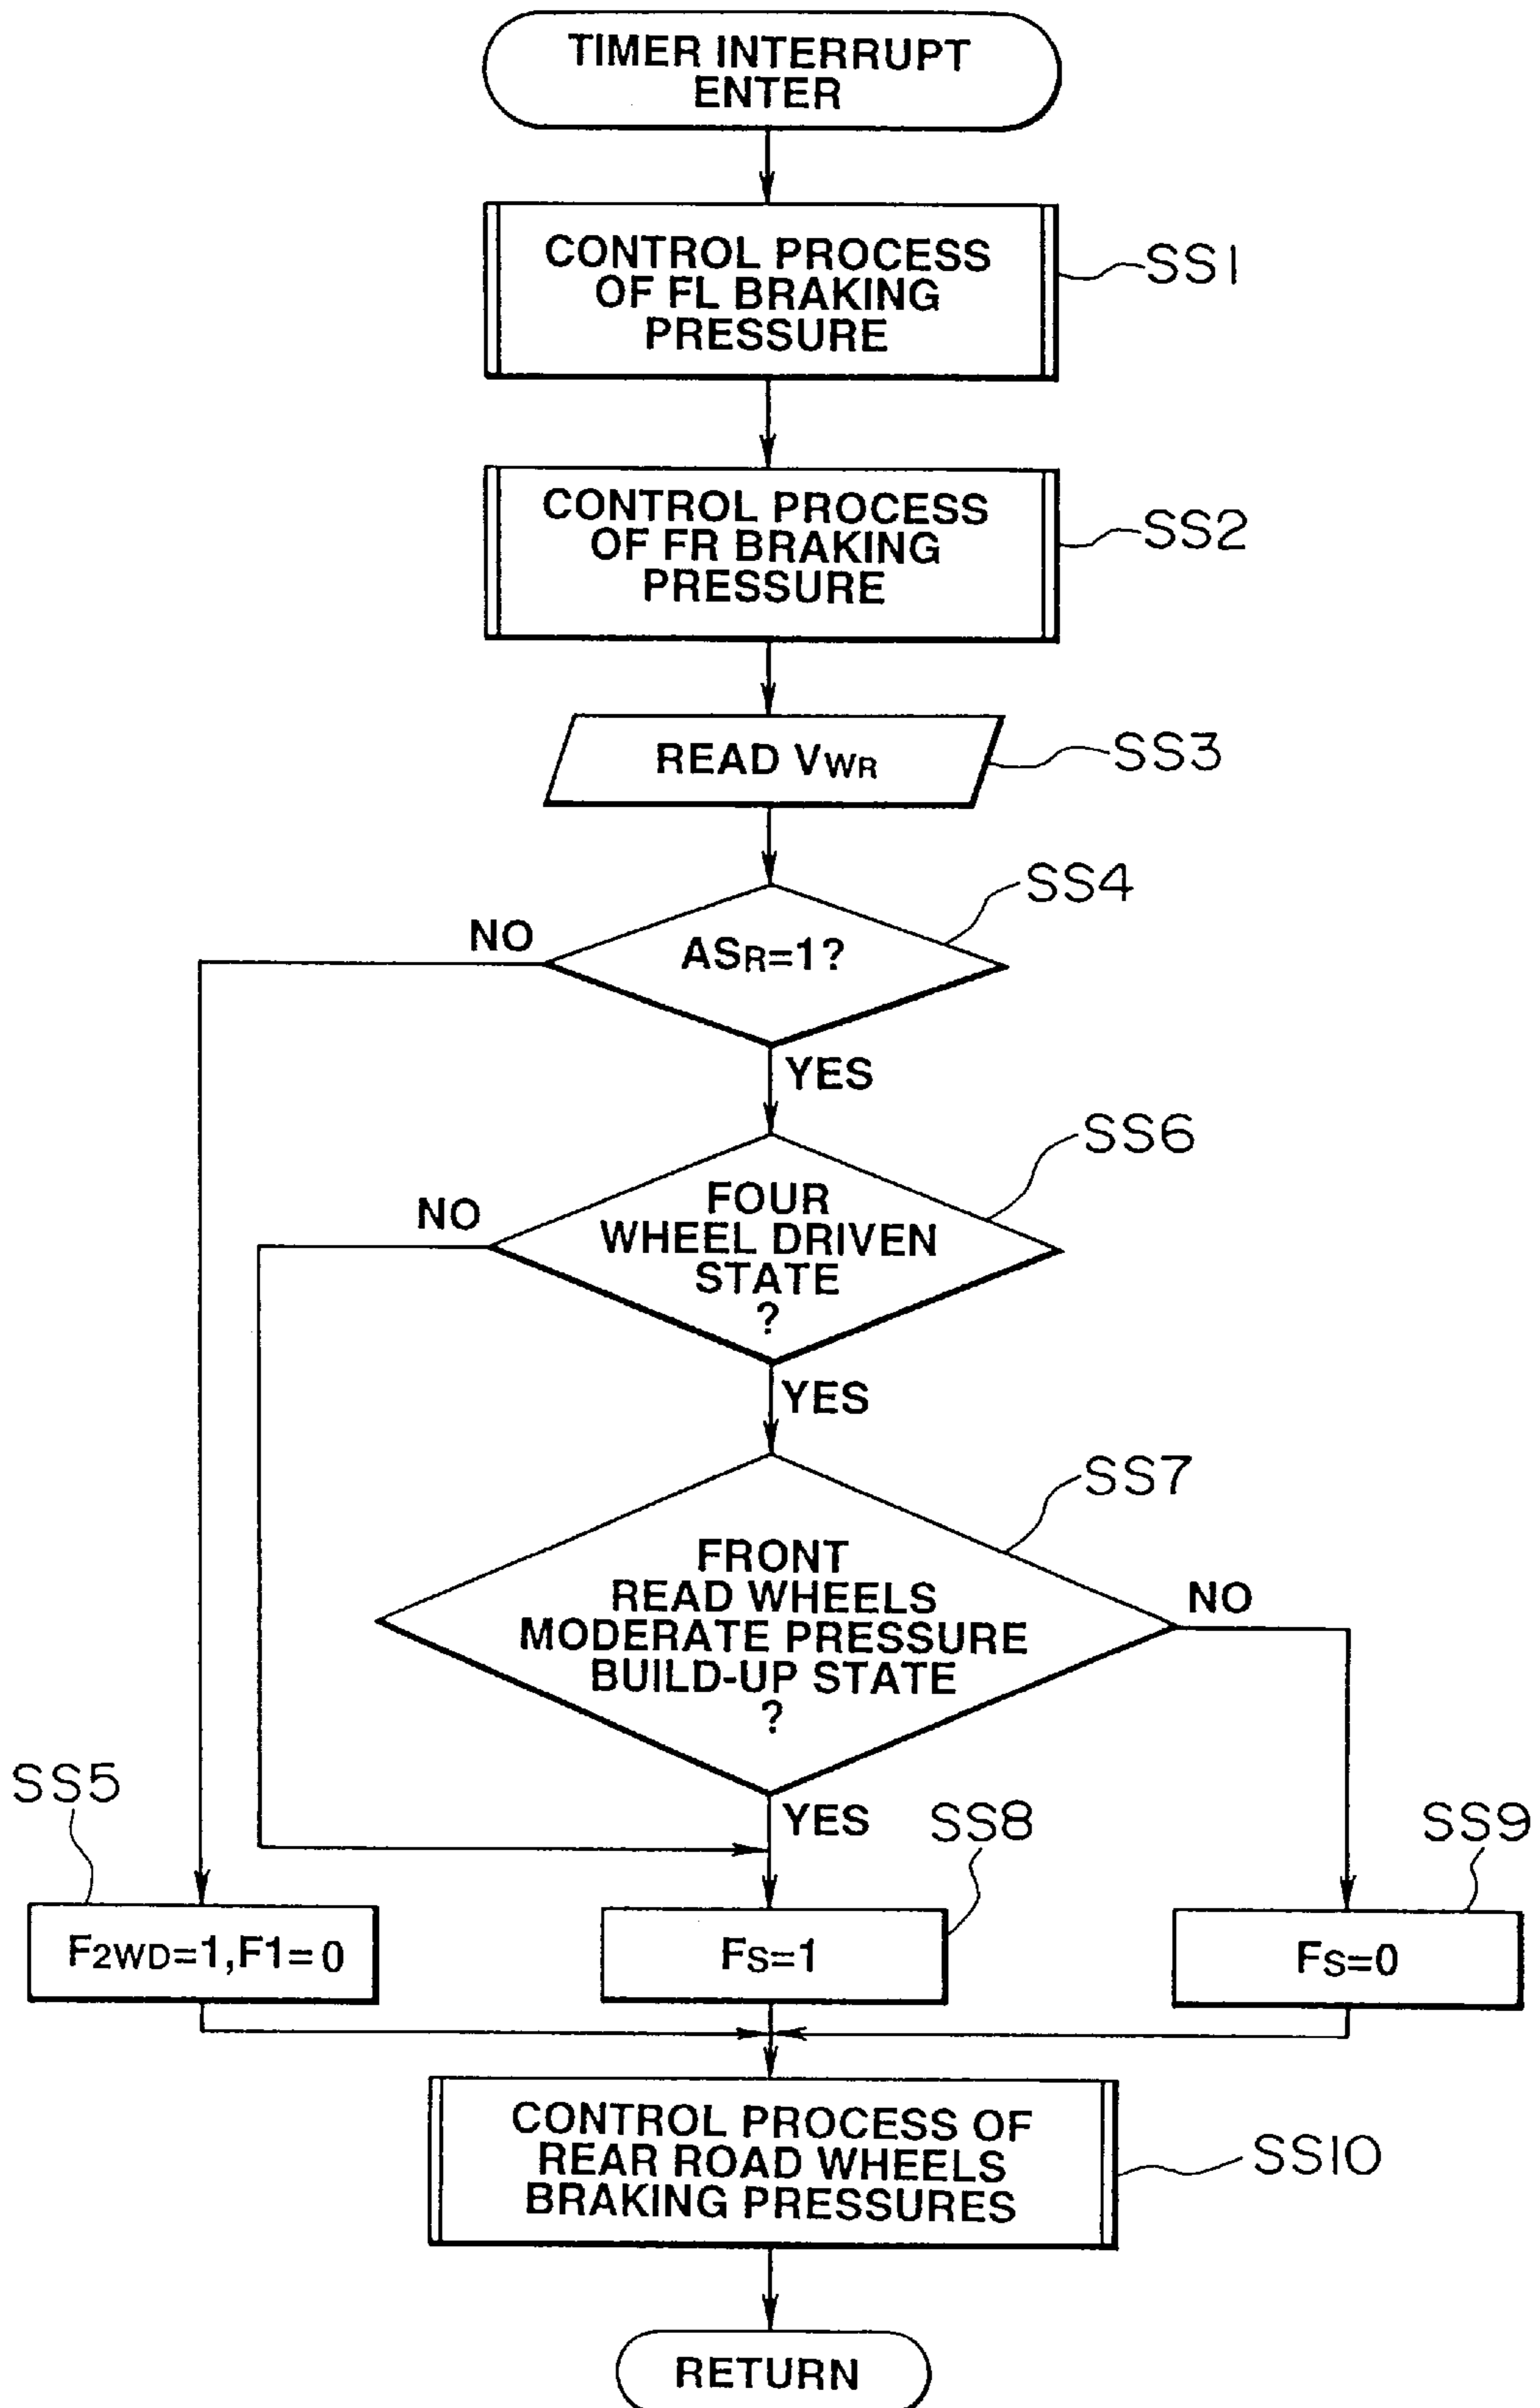 TIMER INTERRUPT
ENTER
CONTROL PROCESS
OF FL BRAKING
PRESSURE
SS1
CONTROL PROCESS
OF FR BRAKING
PRESSURE
SS2
READ VWR
SS3
SS4
NO
ASR=1?
YES
SS6
NO
FOUR
WHEEL DRIVEN
STATE
?
YES
SS7
FRONT
READ WHEELS
MODERATE PRESSURE
BUILD-UP STATE
?
NO
YES
SS5
SS8
SS9
F2WD=1,F1=0
FS=1
FS=0
CONTROL PROCESS OF
REAR ROAD WHEELS
BRAKING PRESSURES
SS10
RETURN